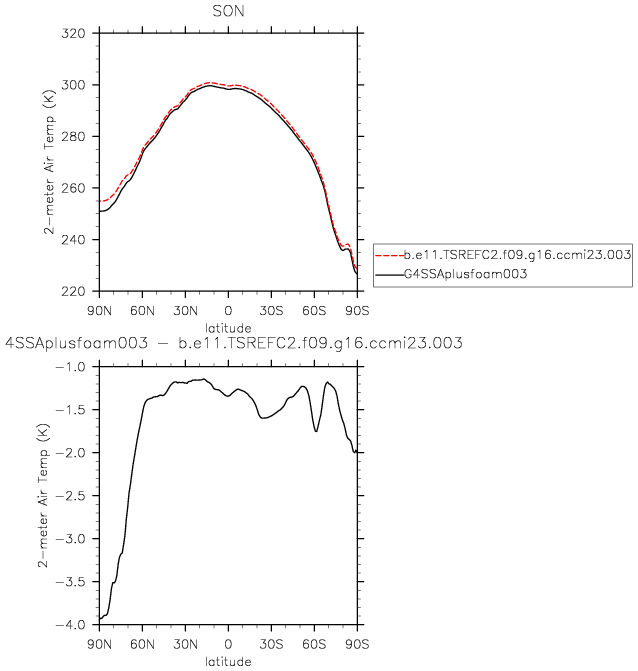 SON
320
300
280
260
240
220
2-meter Air Temp (K)
90N 60N 30N 0 30S 60S 90S
latitude
b.e11.TSREFC2.f09.g16.ccmi23.003
G4SSAplusfoam003
4SSAplusfoam003 - b.e11.TSREFC2.f09.g16.ccmi23.003
-1.0
-1.5
-2.0
-2.5
-3.0
-3.5
-4.0
2-meter Air Temp (K)
90N 60N 30N 0 30S 60S 90S
latitude